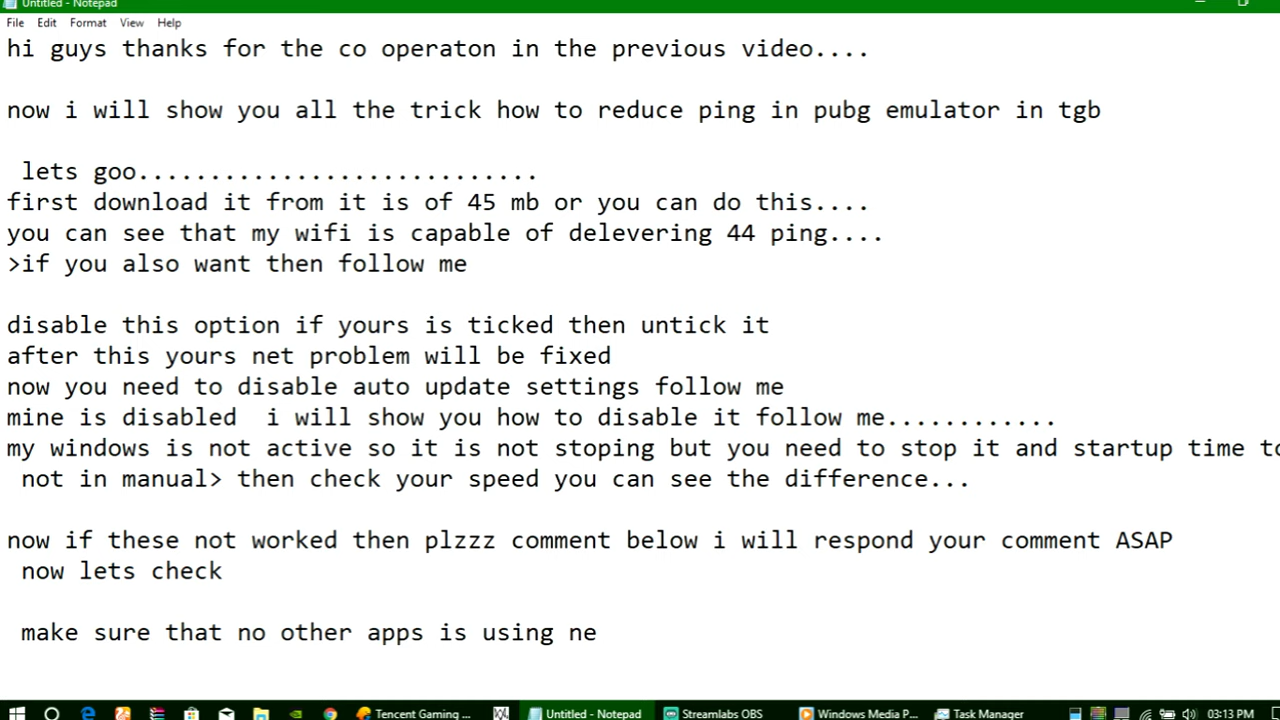 Untitled - Notepad
File Edit Format View Help
hi guys thanks for the co operaton in the previous video....
now i will show you all the trick how to reduce ping in pubg emulator in tgb
lets goo............................
first download it from it is of 45 mb or you can do this....
you can see that my wifi is capable of delevering 44 ping....
>if you also want then follow me
disable this option if yours is ticked then untick it
after this yours net problem will be fixed
now you need to disable auto update settings follow me
mine is disabled  i will show you how to disable it follow me............
my windows is not active so it is not stoping but you need to stop it and startup time to
not in manual> then check your speed you can see the difference...
now if these not worked then plzzz comment below i will respond your comment ASAP
now lets check
make sure that no other apps is using ne
Tencent Gaming ... Untitled - Notepad Streamlabs OBS Windows Media P... Task Manager 03:13 PM